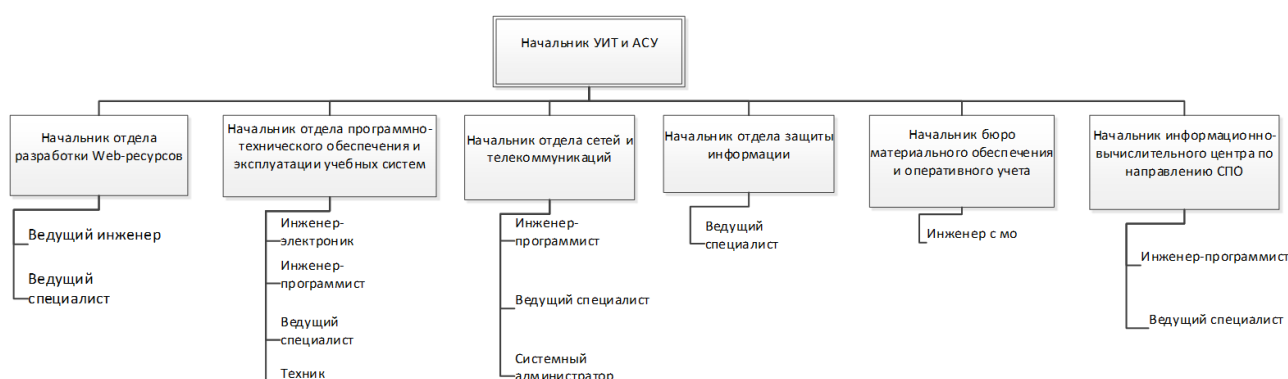 Начальник УИТ и АСУ
Начальник отдела
разработки Web-ресурсов
Начальник отдела программно-
технического обеспечения и
эксплуатации учебных систем
Начальник отдела сетей и
телекоммуникаций
Начальник отдела защиты
информации
Начальник бюро
материального обеспечения
и оперативного учета
Начальник информационно-
вычислительного центра по
направлению СПО
Ведущий инженер
Ведущий
специалист
Инженер-
электроник
Инженер-
программист
Ведущий
специалист
Техник
Инженер-
программист
Ведущий специалист
Системный
администратор
Ведущий
специалист
Инженер с мо
Инженер-программист
Ведущий специалист